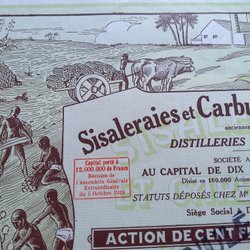 Sisaleraies et Carbu
anciennemen
DISTILLERIES
SOCIÉTÉ A
AU CAPITAL DE DIX
Divisé en 100.000 Action
Capital porté à
12.000.000 de Francs
Décision de
l'Assemblée Générale
Extraordinaire
du 5 Octobre 1928
STATUTS DÉPOSÉS CHEZ Me
Siège Social
ACTION DE CENT